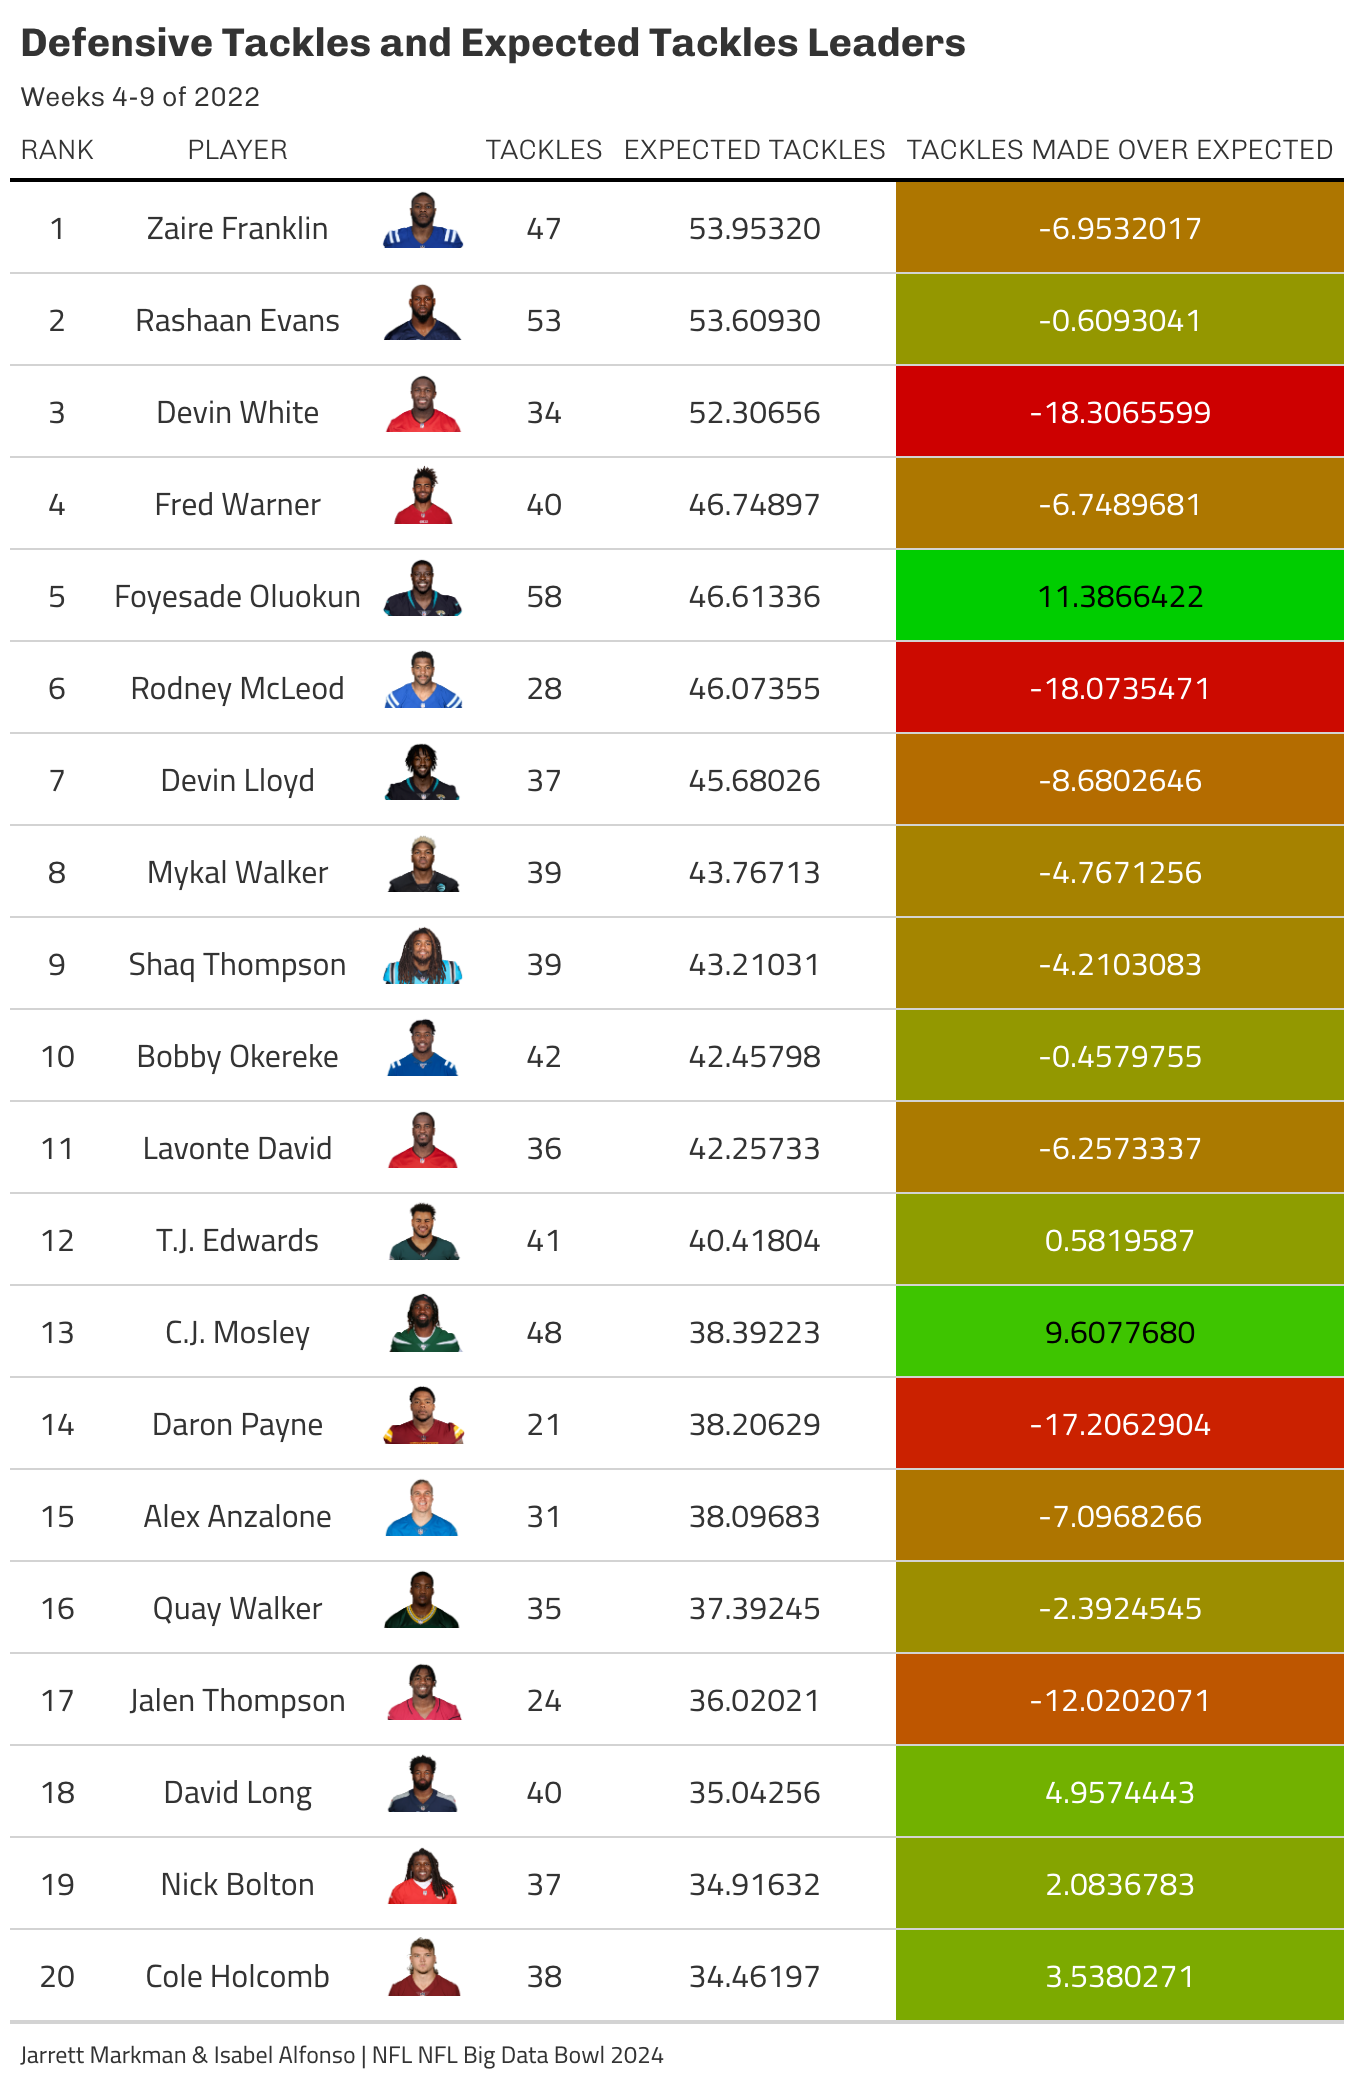 Defensive Tackles and Expected Tackles Leaders
Weeks 4-9 of 2022
RANK PLAYER TACKLES EXPECTED TACKLES TACKLES MADE OVER EXPECTED
1 Zaire Franklin 47 53.95320 -6.9532017
2 Rashaan Evans 53 53.60930 -0.6093041
3 Devin White 34 52.30656 -18.3065599
4 Fred Warner 40 46.74897 -6.7489681
5 Foyesade Oluokun 58 46.61336 11.3866422
6 Rodney McLeod 28 46.07355 -18.0735471
7 Devin Lloyd 37 45.68026 -8.6802646
8 Mykal Walker 39 43.76713 -4.7671256
9 Shaq Thompson 39 43.21031 -4.2103083
10 Bobby Okereke 42 42.45798 -0.4579755
11 Lavonte David 36 42.25733 -6.2573337
12 T.J. Edwards 41 40.41804 0.5819587
13 C.J. Mosley 48 38.39223 9.6077680
14 Daron Payne 21 38.20629 -17.2062904
15 Alex Anzalone 31 38.09683 -7.0968266
16 Quay Walker 35 37.39245 -2.3924545
17 Jalen Thompson 24 36.02021 -12.0202071
18 David Long 40 35.04256 4.9574443
19 Nick Bolton 37 34.91632 2.0836783
20 Cole Holcomb 38 34.46197 3.5380271
Jarrett Markman & Isabel Alfonso | NFL NFL Big Data Bowl 2024